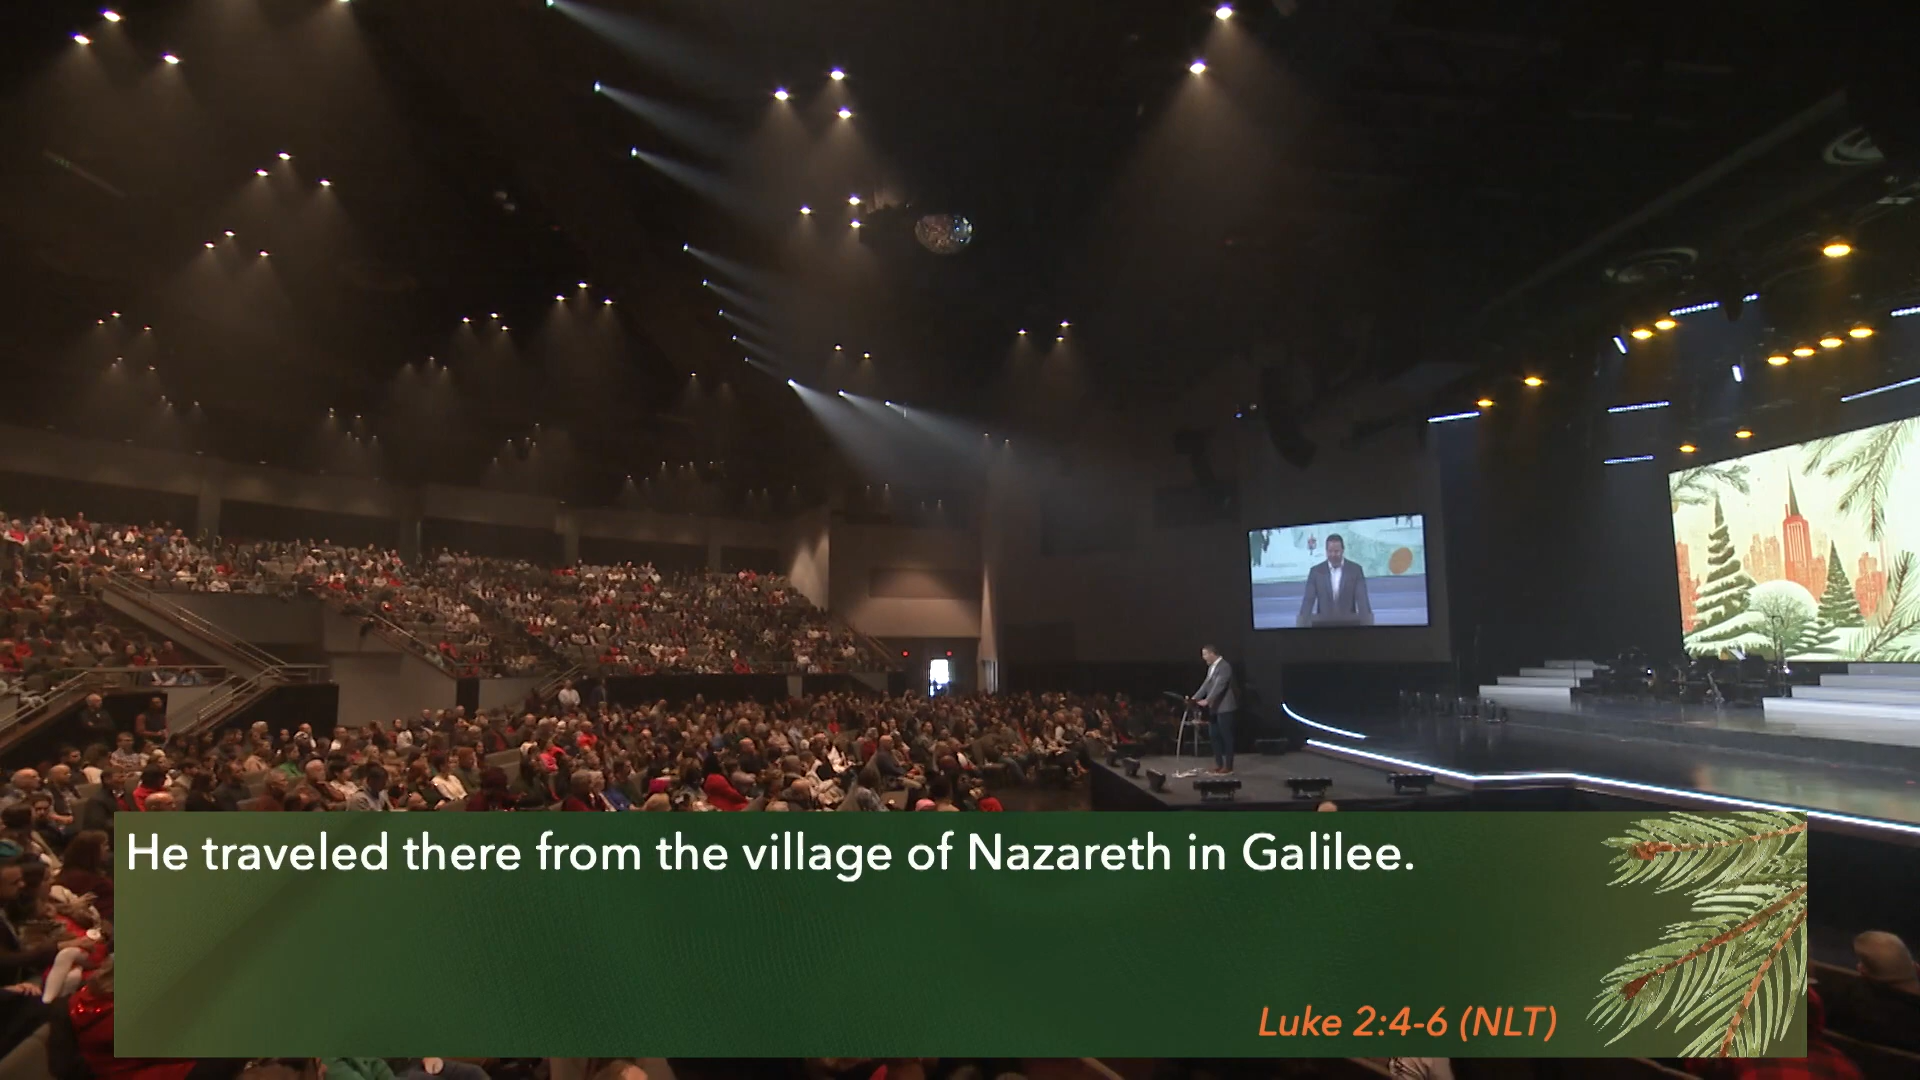 He traveled there from the village of Nazareth in Galilee.
Luke 2:4-6 (NLT)